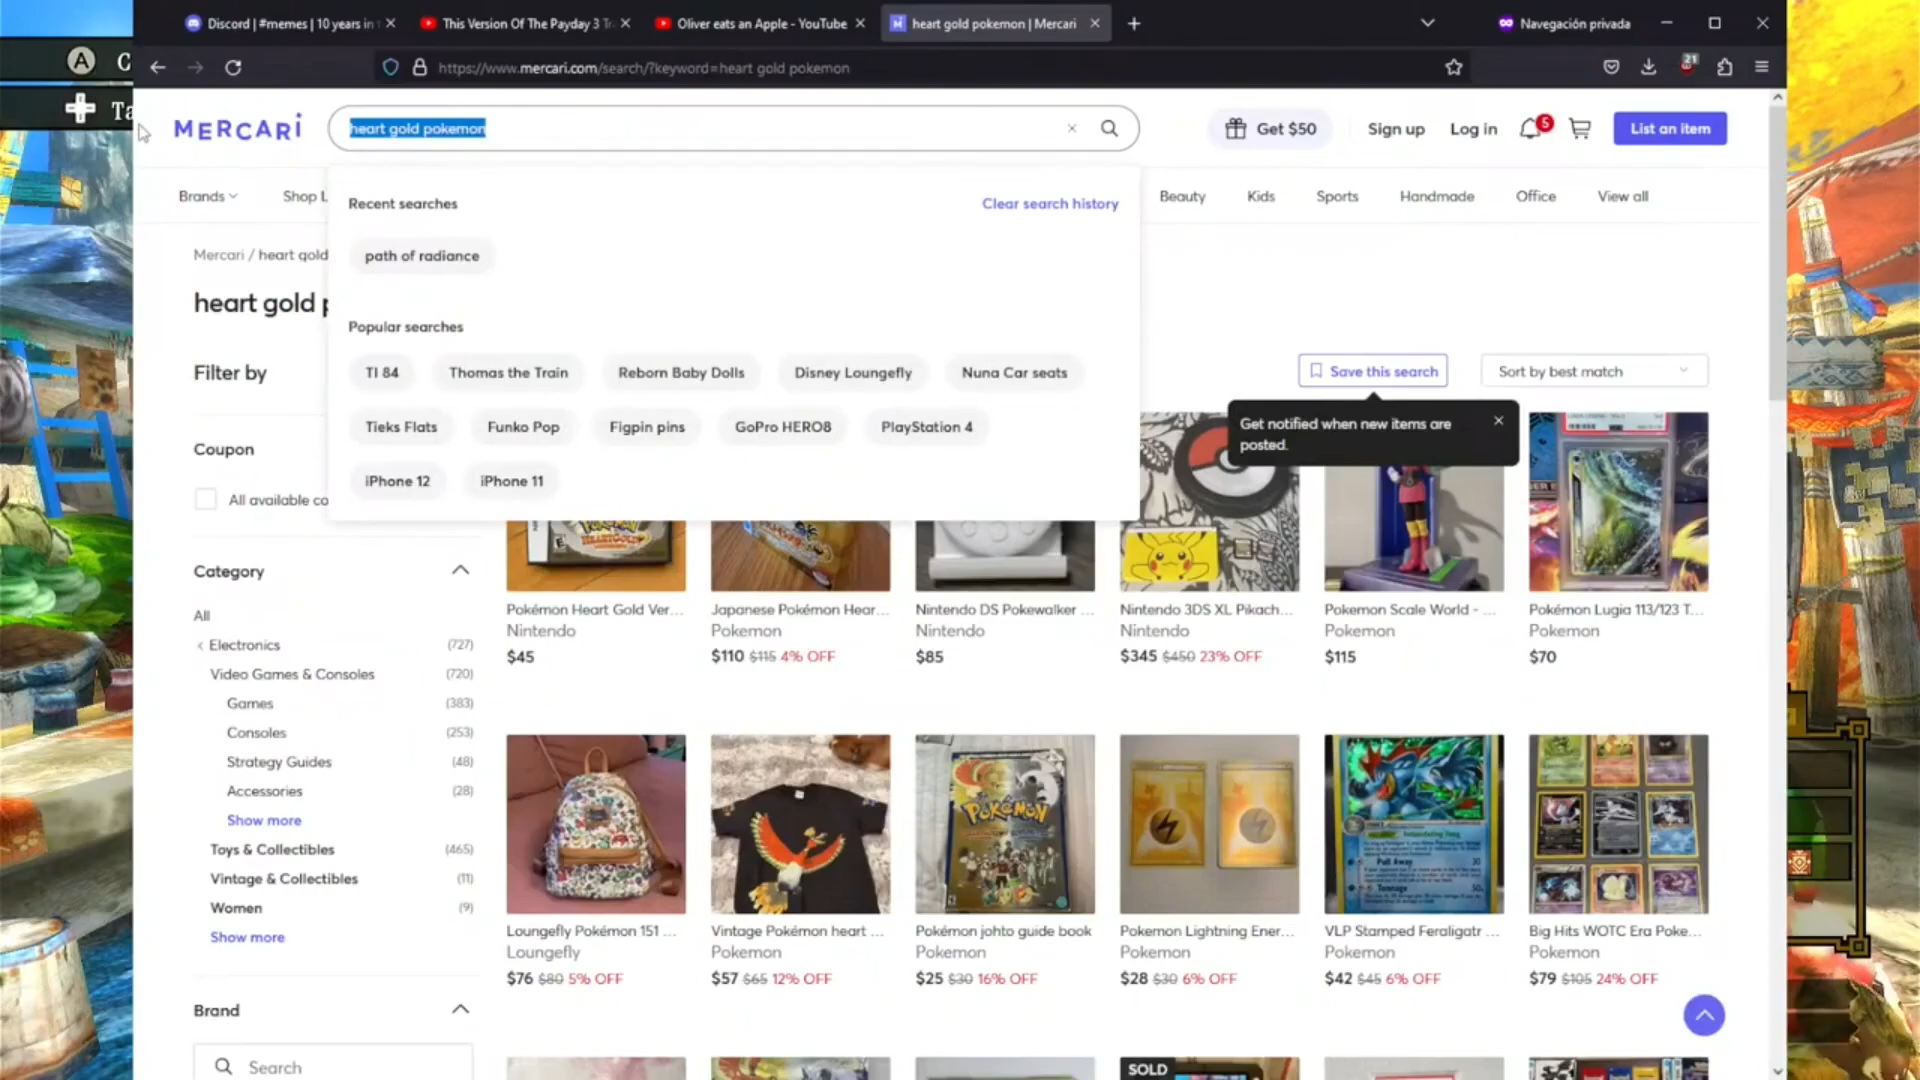 Discord | #memes | 10 years in t
This Version Of The Payday 3 Tr
Oliver eats an Apple - YouTube
heart gold pokemon | Mercari
Navegación privada
https://www.mercari.com/search/?keyword=heart gold pokemon
21
A C
Ta
MERCARI
heart gold pokemon
Get $50
Sign up
Log in
5
List an item
Brands
Shop L
Beauty
Kids
Sports
Handmade
Office
View all
Recent searches
Clear search history
path of radiance
Popular searches
TI 84
Thomas the Train
Reborn Baby Dolls
Disney Loungefly
Nuna Car seats
Tieks Flats
Funko Pop
Figpin pins
GoPro HERO8
PlayStation 4
iPhone 12
iPhone 11
Mercari / heart gold
heart gold p
Save this search
Sort by best match
Get notified when new items are
posted.
Filter by
Coupon
All available co
Category
All
Electronics (727)
Video Games & Consoles (720)
Games (383)
Consoles (253)
Strategy Guides (48)
Accessories (28)
Show more
Toys & Collectibles (465)
Vintage & Collectibles (11)
Women (9)
Show more
Brand
Search
HEARTGOLD
Pokémon Heart Gold Ver...
Nintendo
$45
Japanese Pokémon Hear...
Pokemon
$110 $115 4% OFF
Nintendo DS Pokewalker ...
Nintendo
$85
Nintendo 3DS XL Pikach...
Nintendo
$345 $450 23% OFF
Pokemon Scale World - ...
Pokemon
$115
Pokémon Lugia 113/123 T...
Pokemon
$70
POKéMON
Pull Away 30
Tonnage 50
Loungefly Pokémon 151 ...
Loungefly
$76 $80 5% OFF
Vintage Pokémon heart ...
Pokemon
$57 $65 12% OFF
Pokémon johto guide book
Pokemon
$25 $30 16% OFF
Pokemon Lightning Ener...
Pokemon
$28 $30 6% OFF
VLP Stamped Feraligatr ...
Pokemon
$42 $45 6% OFF
Big Hits WOTC Era Poke...
Pokemon
$79 $105 24% OFF
SOLD